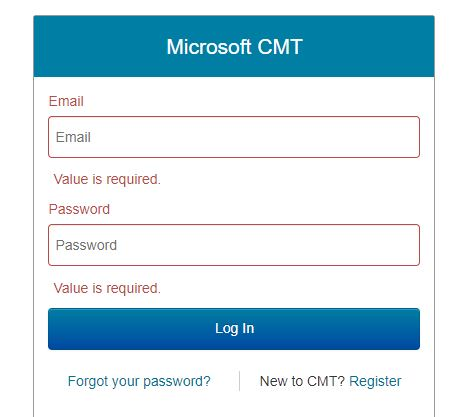 Microsoft CMT
Email
Email
Value is required.
Password
Password
Value is required.
Log In
Forgot your password? New to CMT? Register